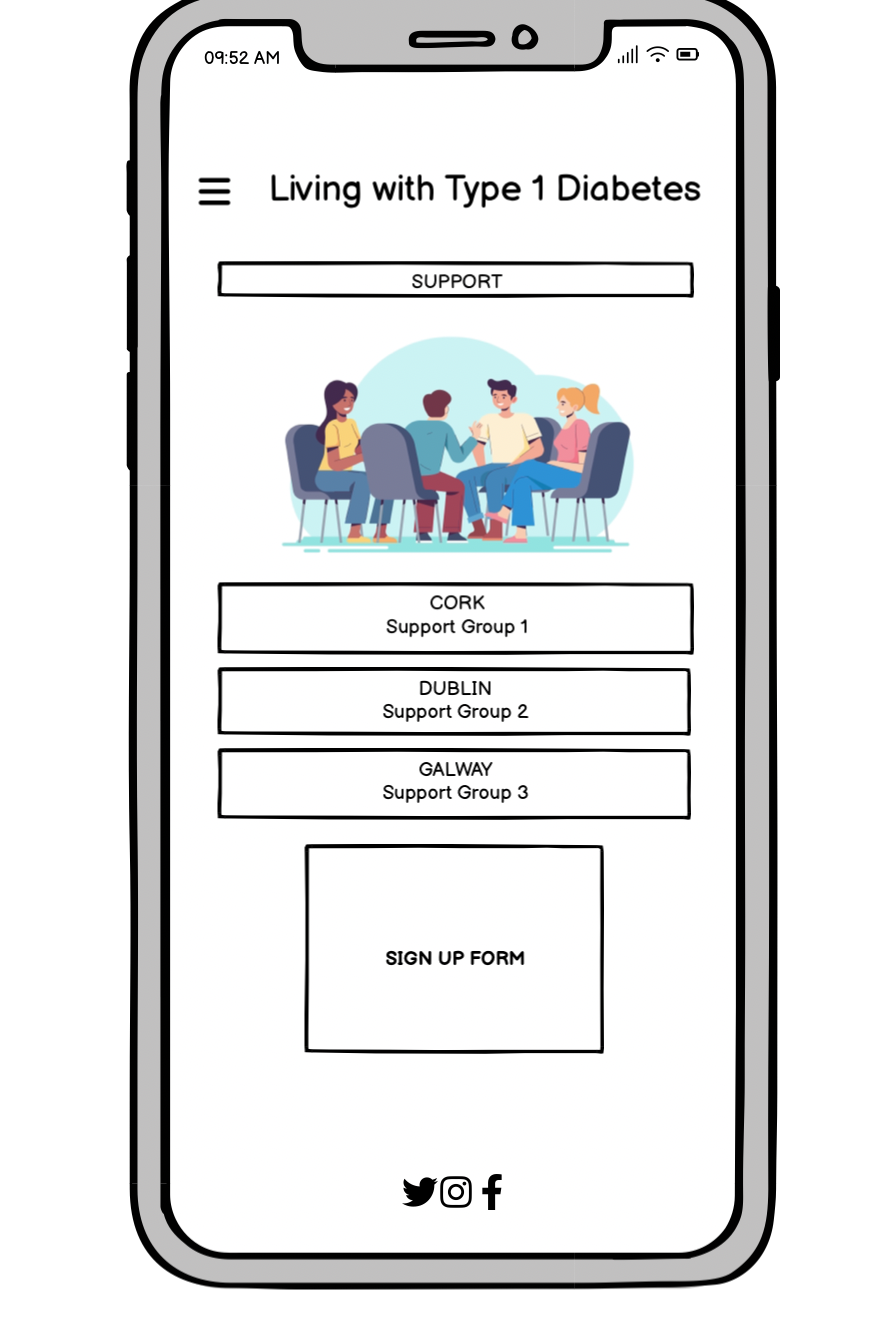 09:52 AM
Living with Type 1 Diabetes
SUPPORT
CORK
Support Group 1
DUBLIN
Support Group 2
GALWAY
Support Group 3
SIGN UP FORM